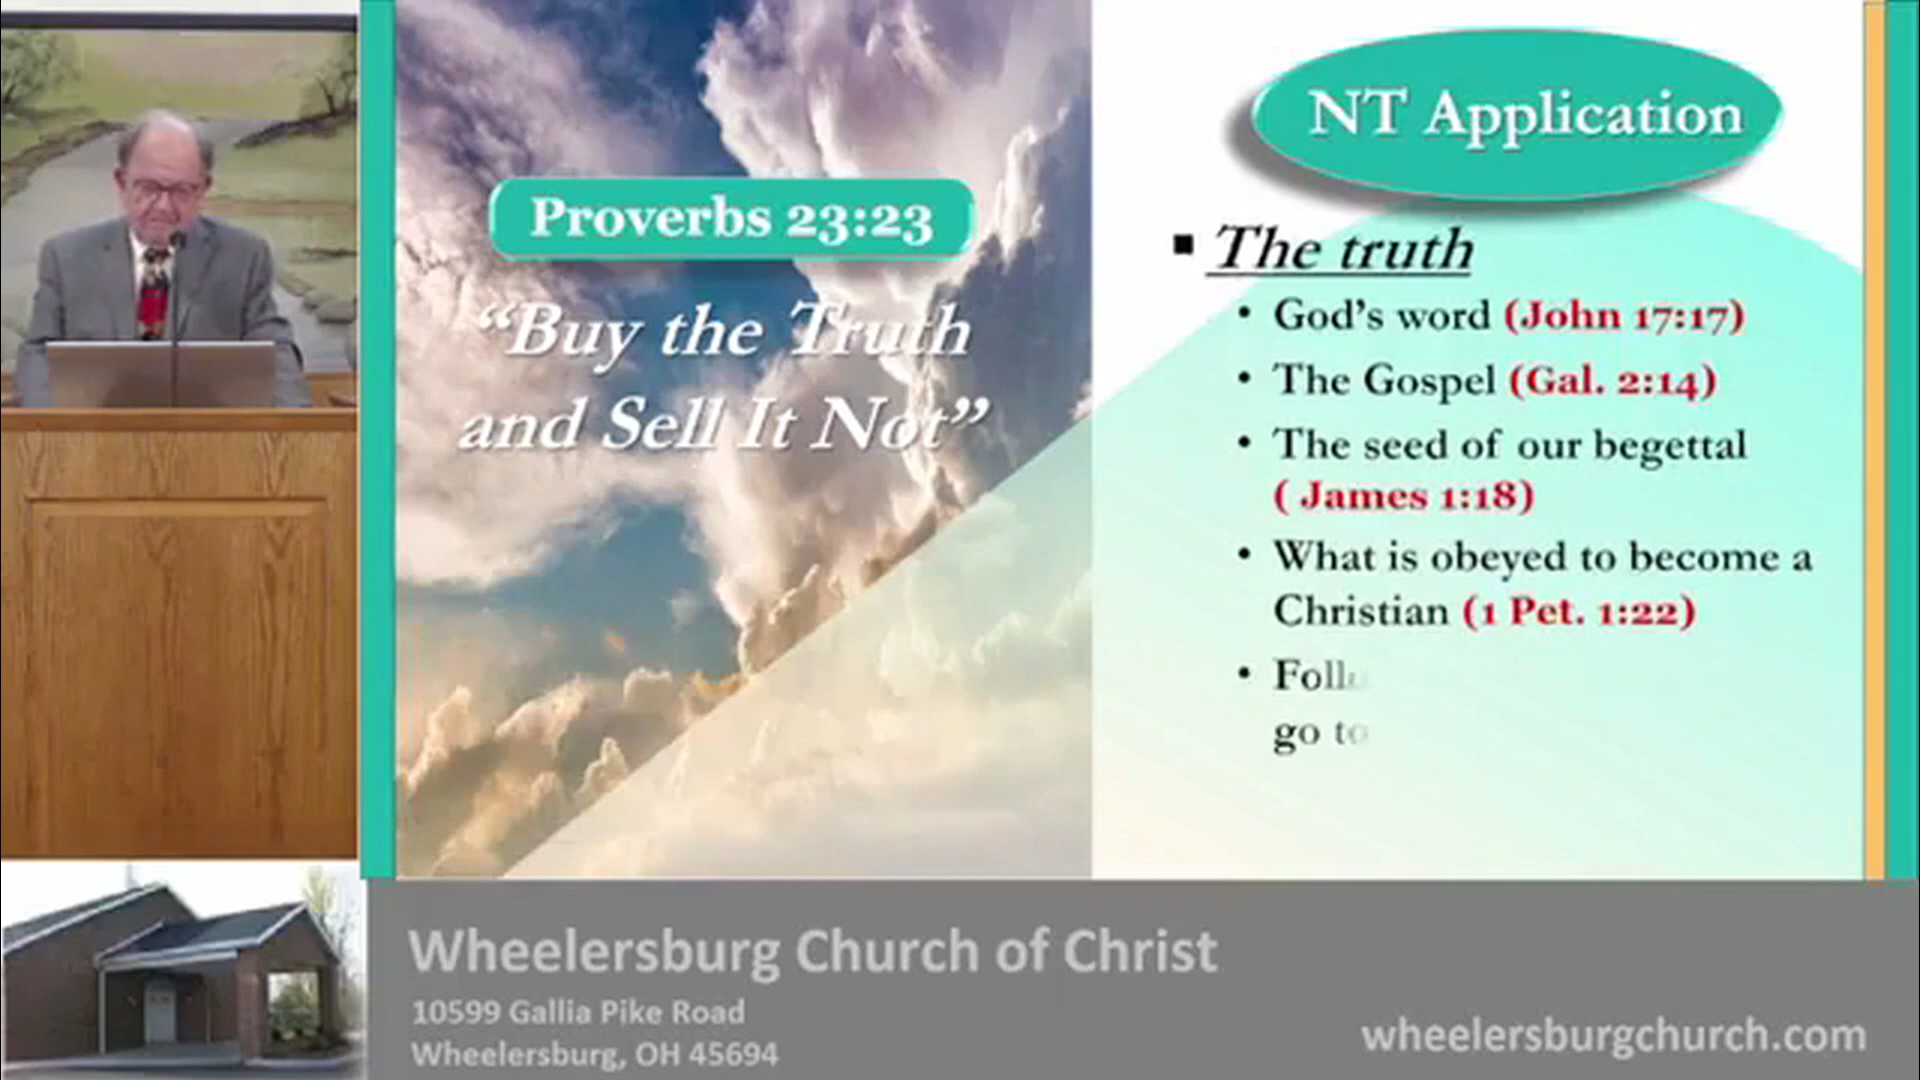 Proverbs 23:23
“Buy the Truth
and Sell It Not”
NT Application
The truth
God’s word (John 17:17)
The Gospel (Gal. 2:14)
The seed of our begettal
( James 1:18)
What is obeyed to become a
Christian (1 Pet. 1:22)
go to
Wheelersburg Church of Christ
10599 Gallia Pike Road
Wheelersburg, OH 45694
wheelersburgchurch.com